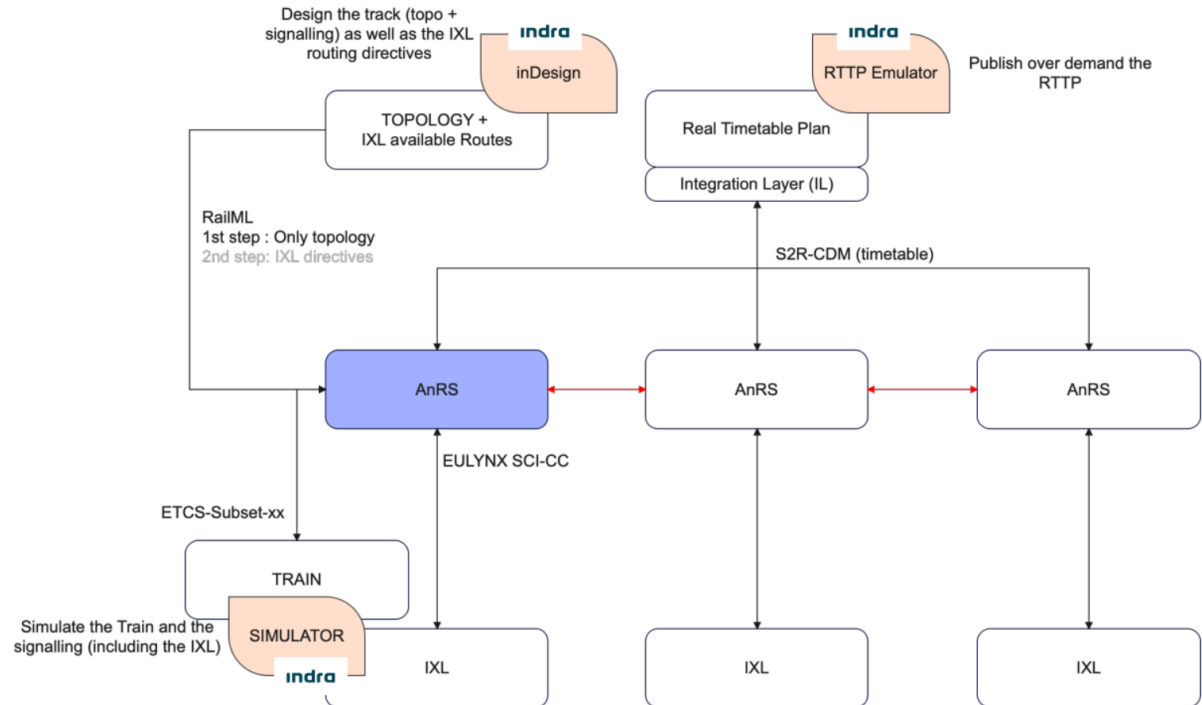 Design the track (topo +
signalling) as well as the IXL
routing directives
indra
inDesign
TOPOLOGY +
IXL available Routes
indra
RTTP Emulator
Publish over demand the
RTTP
Real Timetable Plan
Integration Layer (IL)
RailML
1st step : Only topology
2nd step: IXL directives
S2R-CDM (timetable)
AnRS
AnRS
AnRS
EULYNX SCI-CC
ETCS-Subset-xx
TRAIN
Simulate the Train and the
signalling (including the IXL)
SIMULATOR
indra
IXL
IXL
IXL